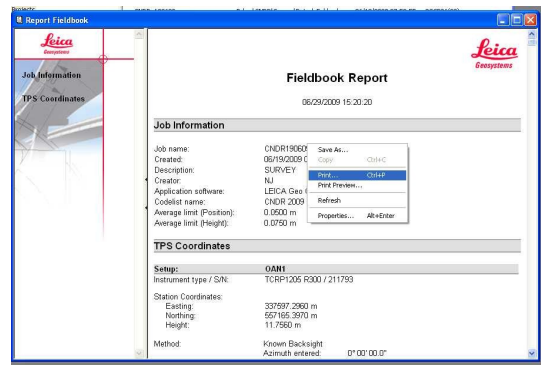 Report Fieldbook
Leica
Geosystems
Job Information
TPS Coordinates
Leica
Geosystems
Fieldbook Report
06/29/2009 15:20:20
Job Information
Job name: CNDR19060
Created: 06/19/2009 0
Description: SURVEY
Creator: NJ
Application software: LEICA Geo
Codelist name: CNDR 2009
Average limit (Position): 0.0500 m
Average limit (Height): 0.0750 m
Save As...
Copy Ctrl+C
Print... Ctrl+P
Print Preview...
Refresh
Properties... Alt+Enter
TPS Coordinates
Setup: OAN1
Instrument type / S/N: TCRP1205 R300 / 211793
Station Coordinates:
Easting: 337597.2960 m
Northing: 557165.3970 m
Height: 11.7560 m
Method: Known Backsight
Azimuth entered: 0° 00' 00.0"